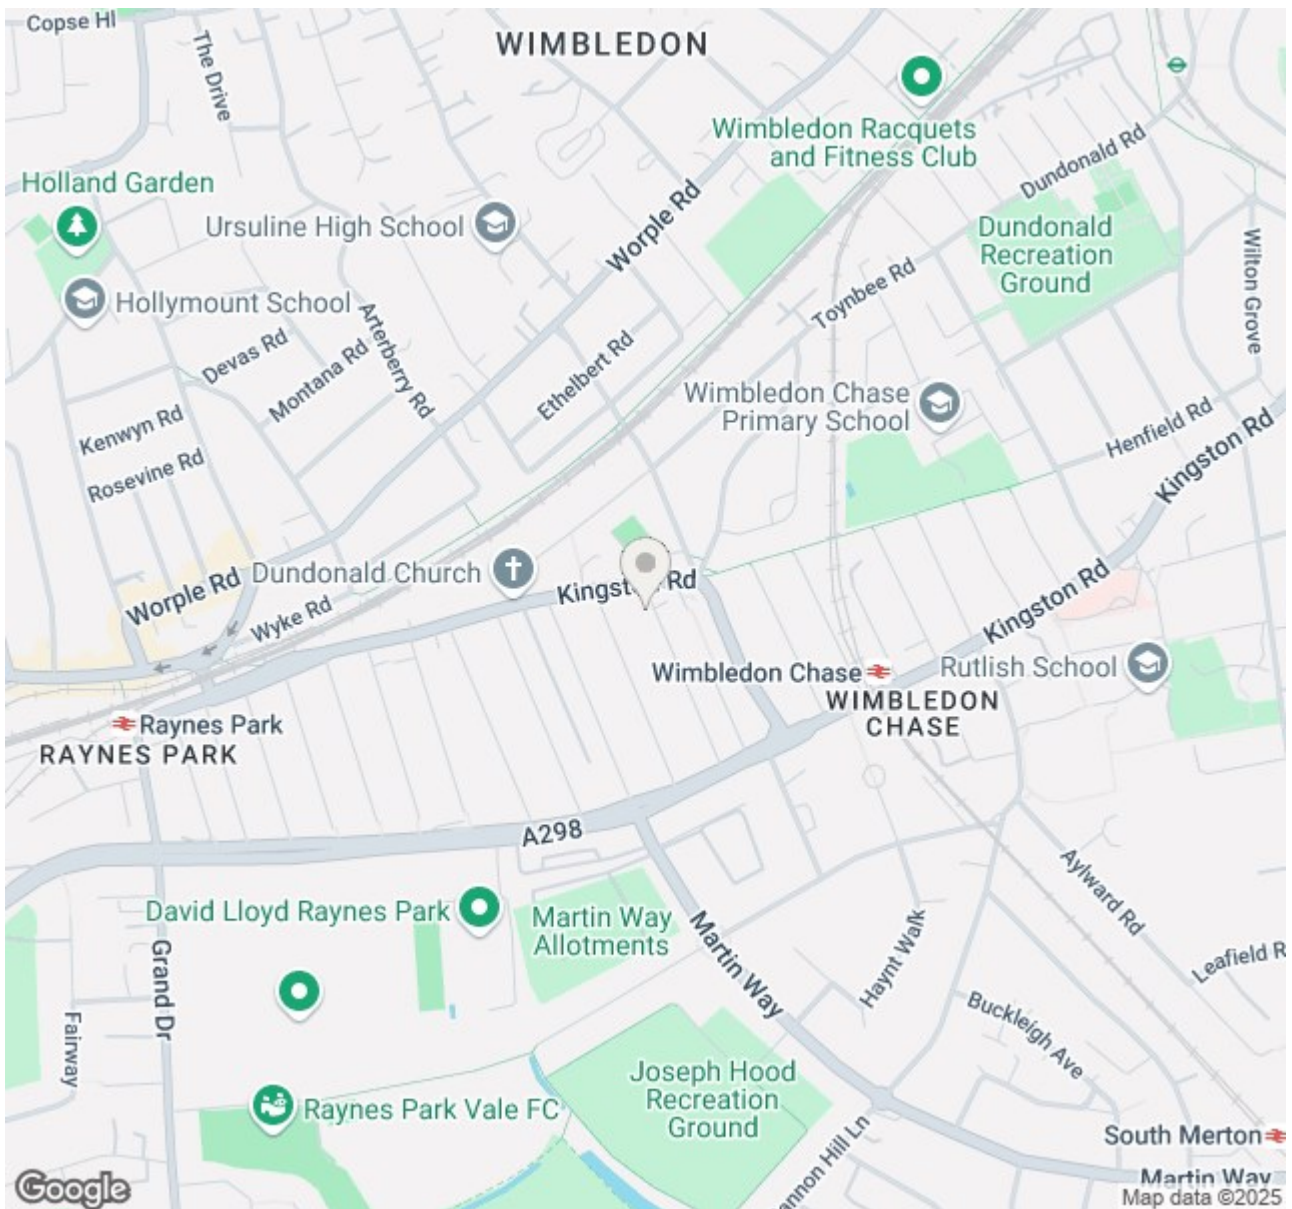 Copse Hl
The Drive
WIMBLEDON
Wimbledon Racquets
and Fitness Club
Dundonald Rd
Holland Garden
Ursuline High School
Worple Rd
Dundonald
Recreation
Ground
Wilton Grove
Toynbee Rd
Hollymount School
Arterberry Rd
Devas Rd
Montana Rd
Ethelbert Rd
Wimbledon Chase
Primary School
Kenwyn Rd
Rosevine Rd
Henfield Rd
Kingston Rd
Worple Rd
Dundonald Church
Kingston Rd
Wyke Rd
Kingston Rd
Wimbledon Chase
Rutlish School
WIMBLEDON
CHASE
Raynes Park
RAYNES PARK
A298
Aylward Rd
David Lloyd Raynes Park
Martin Way
Allotments
Martin Way
Haynt Walk
Leafield R
Grand Dr
Fairway
Buckleigh Ave
Joseph Hood
Recreation
Ground
Raynes Park Vale FC
annon Hill Ln
South Merton
Martin Way
Google
Map data ©2025